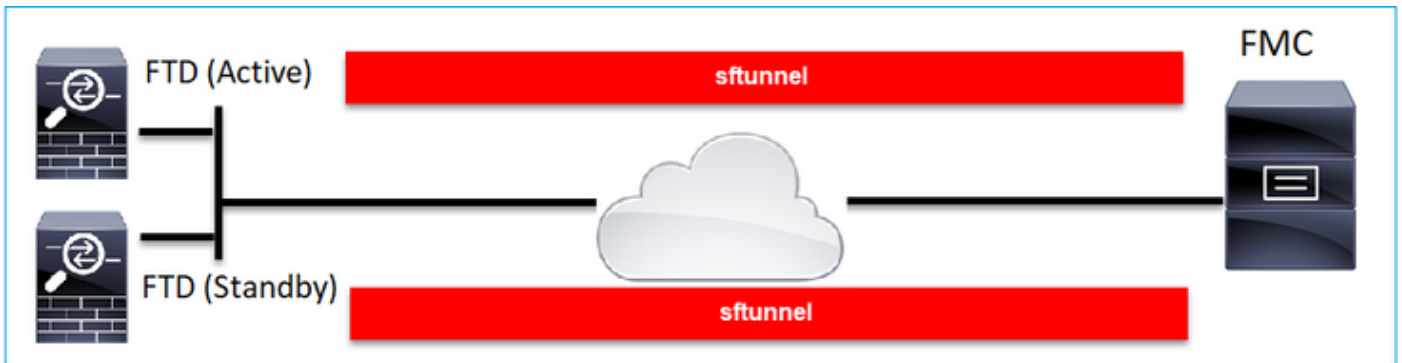 FTD (Active)
sftunnel
FMC
FTD (Standby)
sftunnel